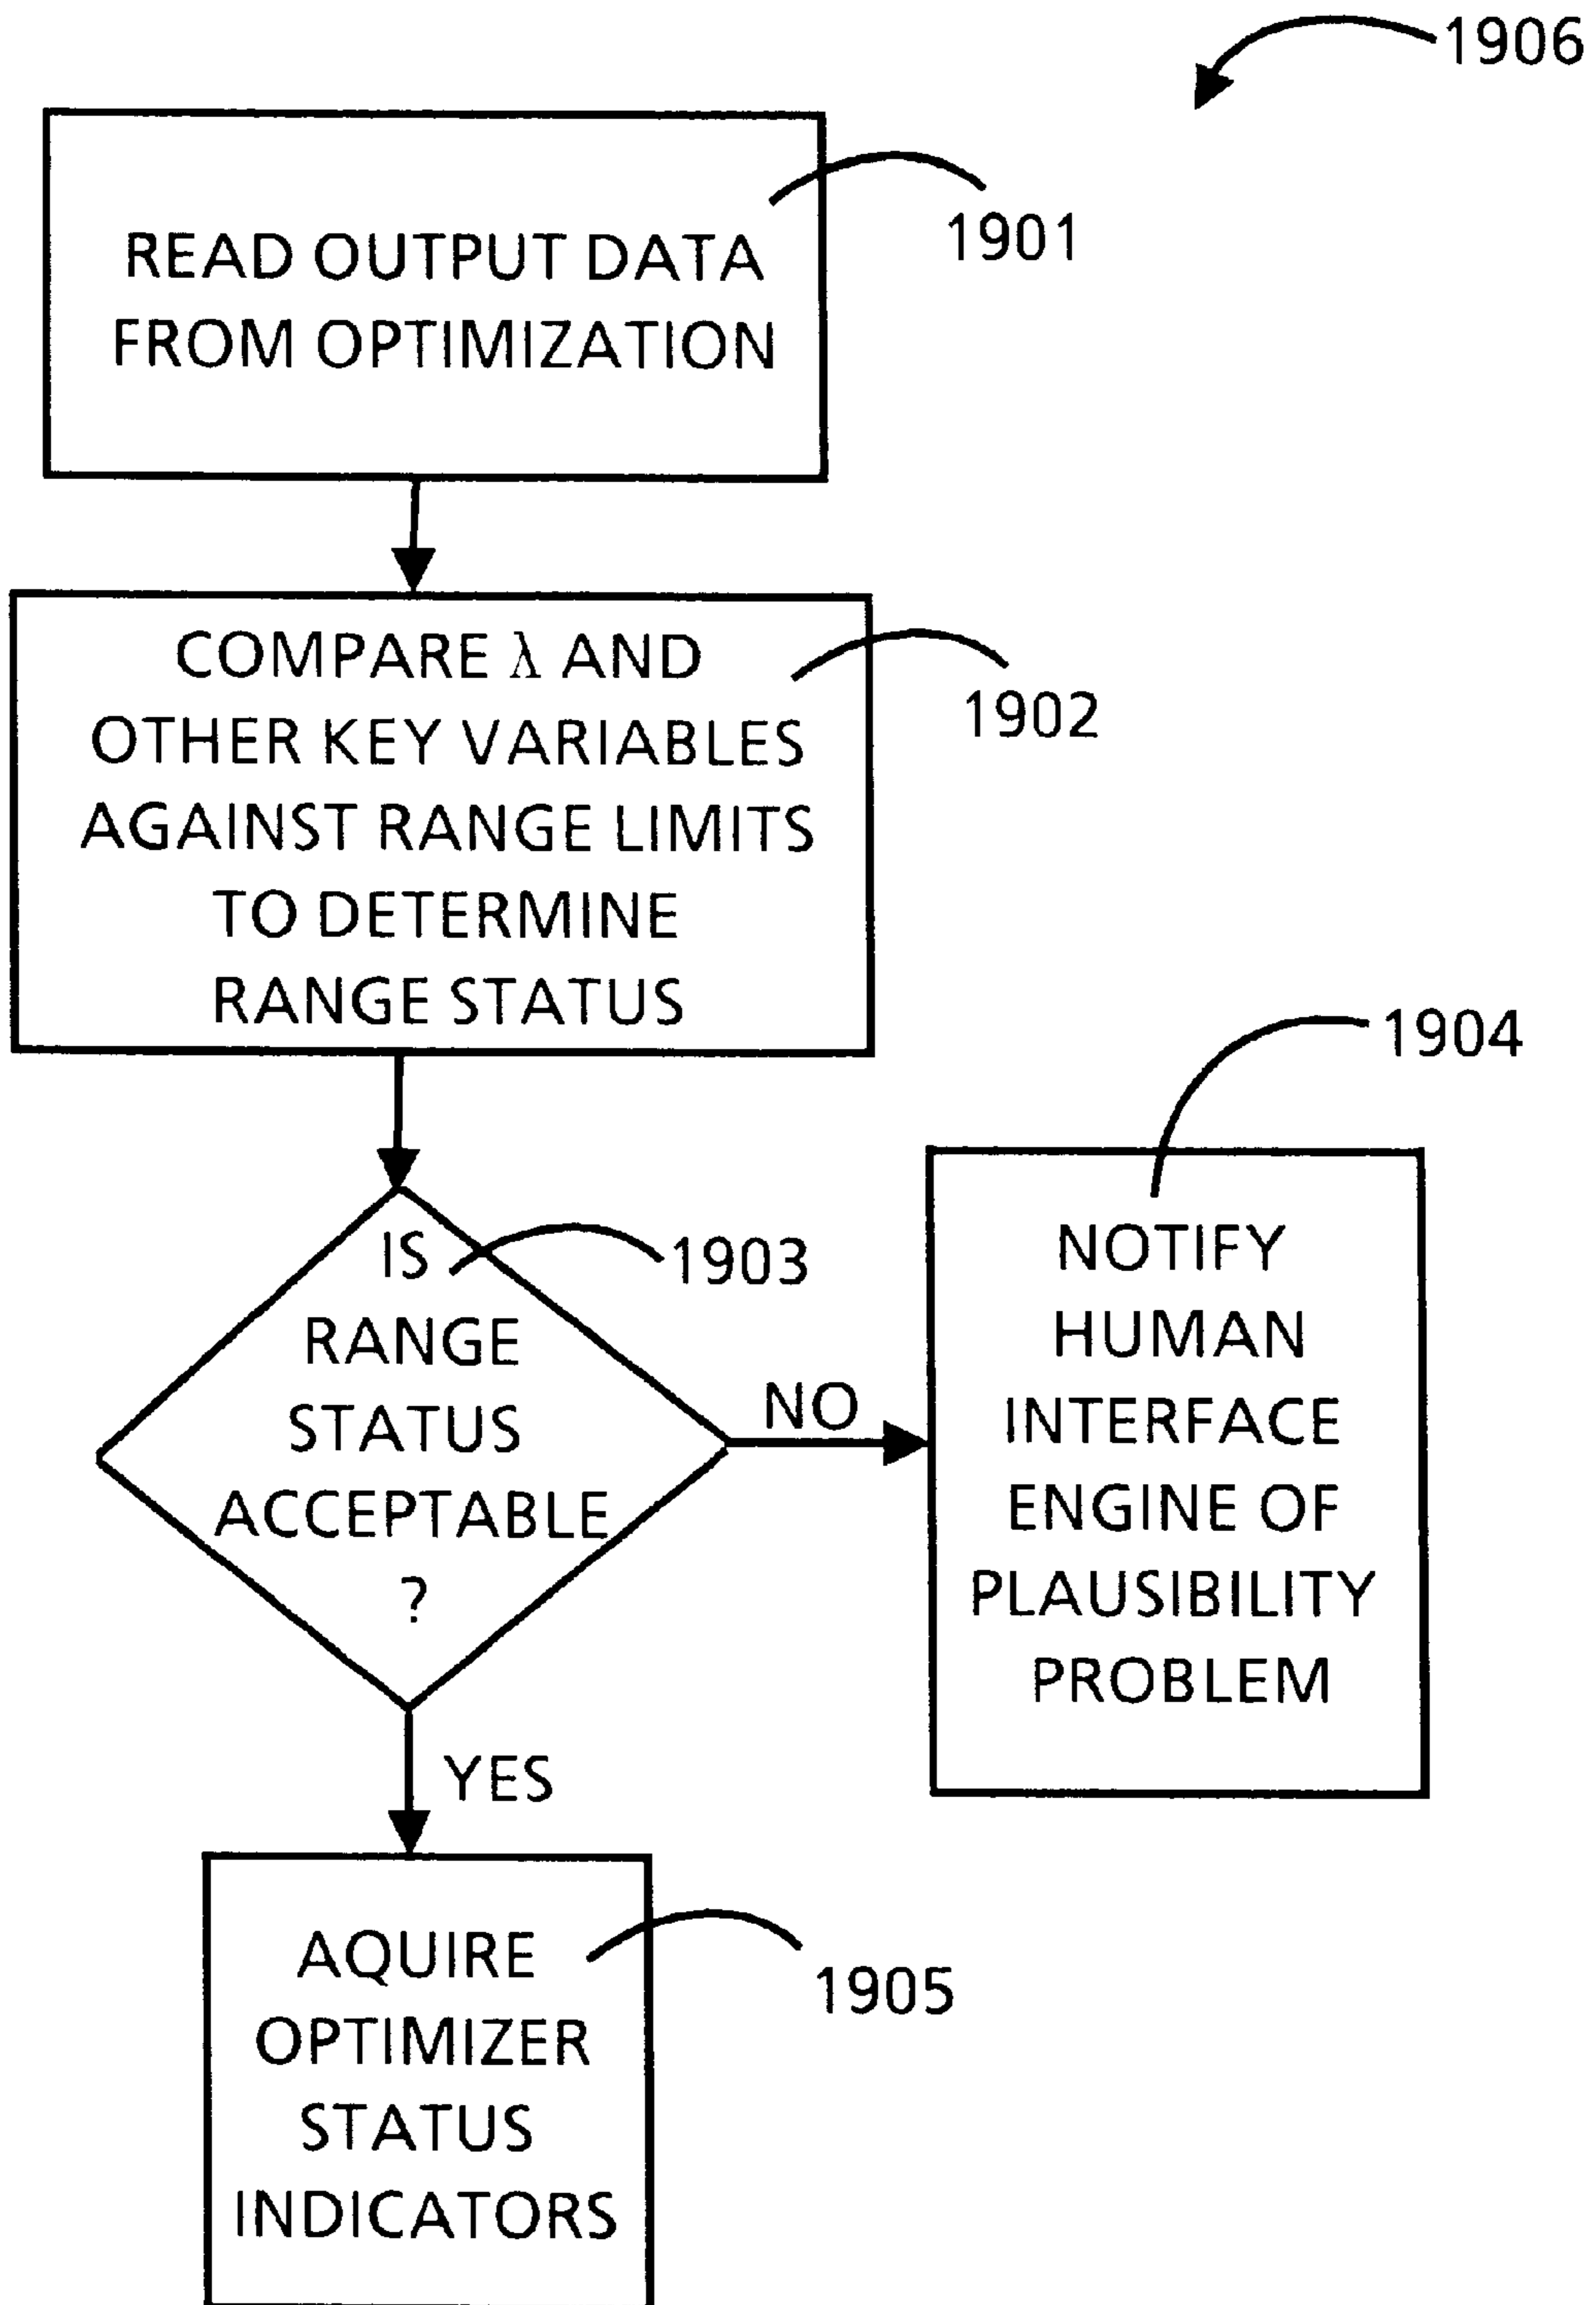 1906
READ OUTPUT DATA
FROM OPTIMIZATION
1901
COMPARE λ AND
OTHER KEY VARIABLES
AGAINST RANGE LIMITS
TO DETERMINE
RANGE STATUS
1902
IS
RANGE
STATUS
ACCEPTABLE
?
1903
NO
1904
NOTIFY
HUMAN
INTERFACE
ENGINE OF
PLAUSIBILITY
PROBLEM
YES
AQUIRE
OPTIMIZER
STATUS
INDICATORS
1905